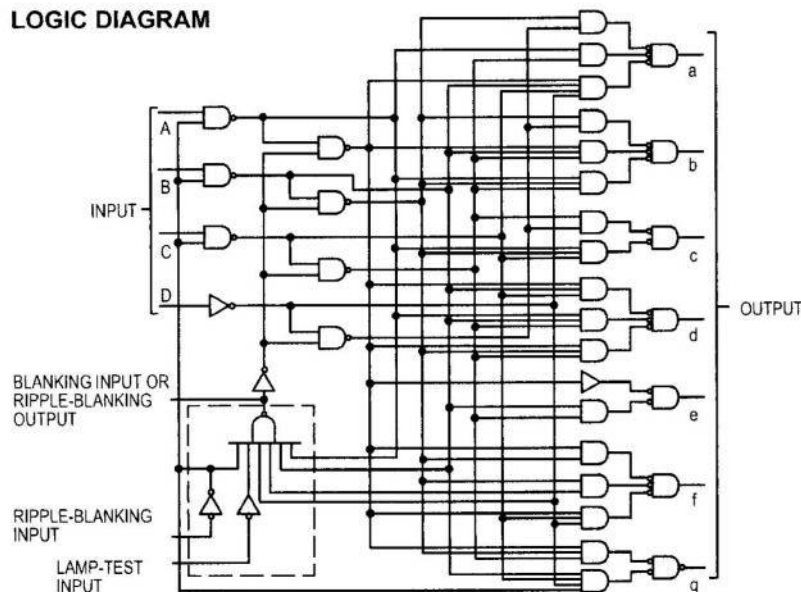 LOGIC DIAGRAM
A
B
INPUT
C
D
BLANKING INPUT OR
RIPPLE-BLANKING
OUTPUT
RIPPLE-BLANKING
INPUT
LAMP-TEST
INPUT
a
b
c
d
OUTPUT
e
f
g